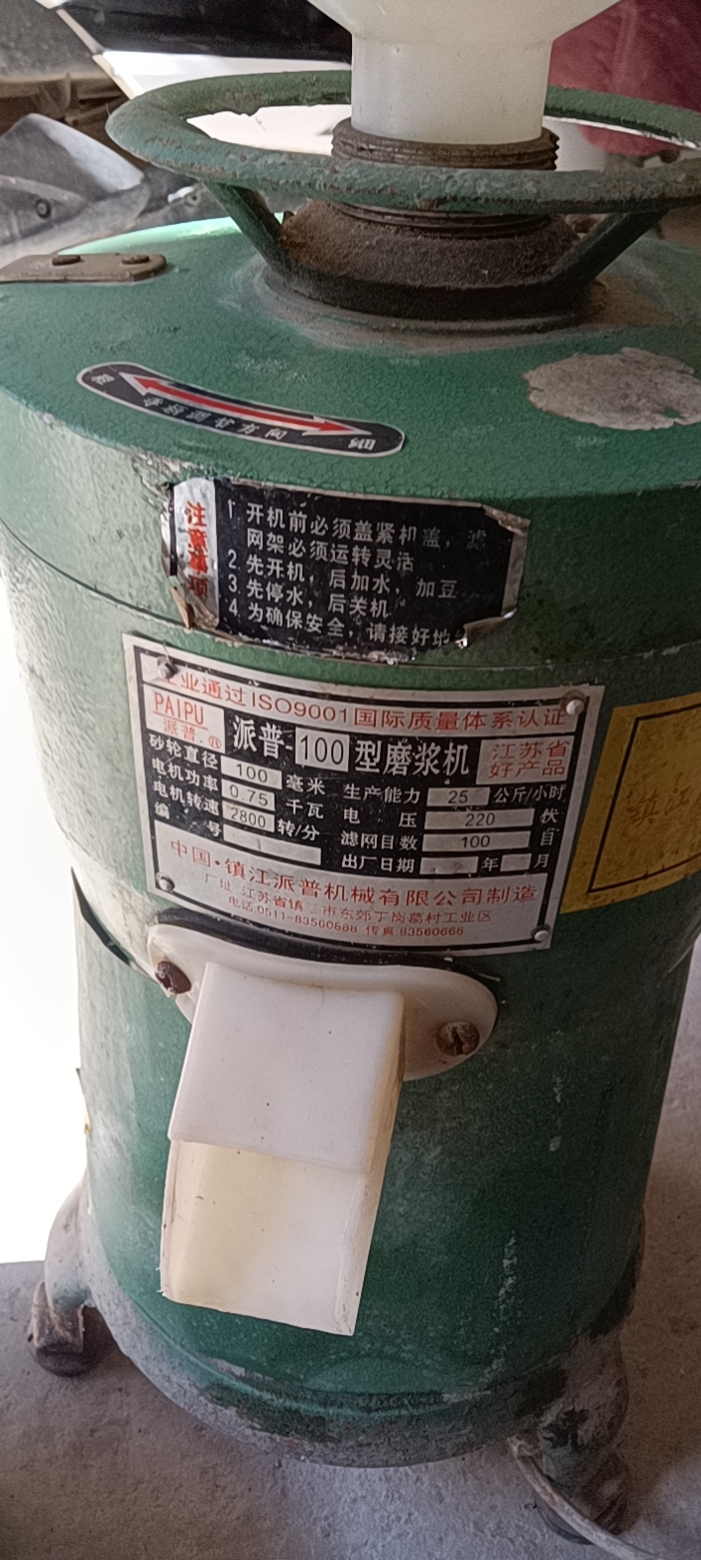 粗
砂轮调节方向
细
注意事项
1. 开机前必须盖紧机盖，滤
网架必须运转灵活
2. 先开机，后加水，加豆
3. 先停水，后关机
4. 为确保安全，请接好地
业通过ISO9001国际质量体系认证
PAIPU
派普 ®
派普-100型磨浆机
江苏省
好产品
砂轮直径 100 毫米
电机功率 0.75 千瓦
电机转速 2800 转/分
编 号
生产能力 25 公斤/小时
电 压 220 伏
滤网目数 100 目
出厂日期 年 月
中国·镇江派普机械有限公司制造
厂址:江苏省镇 市东郊丁岗葛村工业区
电话:0511-83560688 传真:83560666